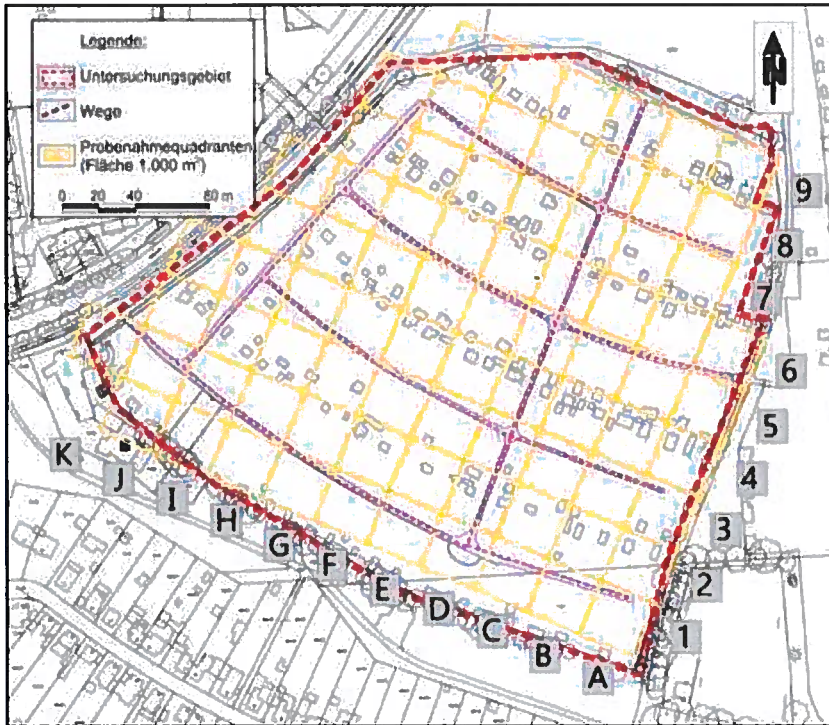 Legende:
Untersuchungsgebiet
Wege
Probenahmequadranten
(Fläche 1.000 m²)
0 20 40 80 m
N
9
8
7
6
5
4
3
2
1
K
J
I
H
G
F
E
D
C
B
A